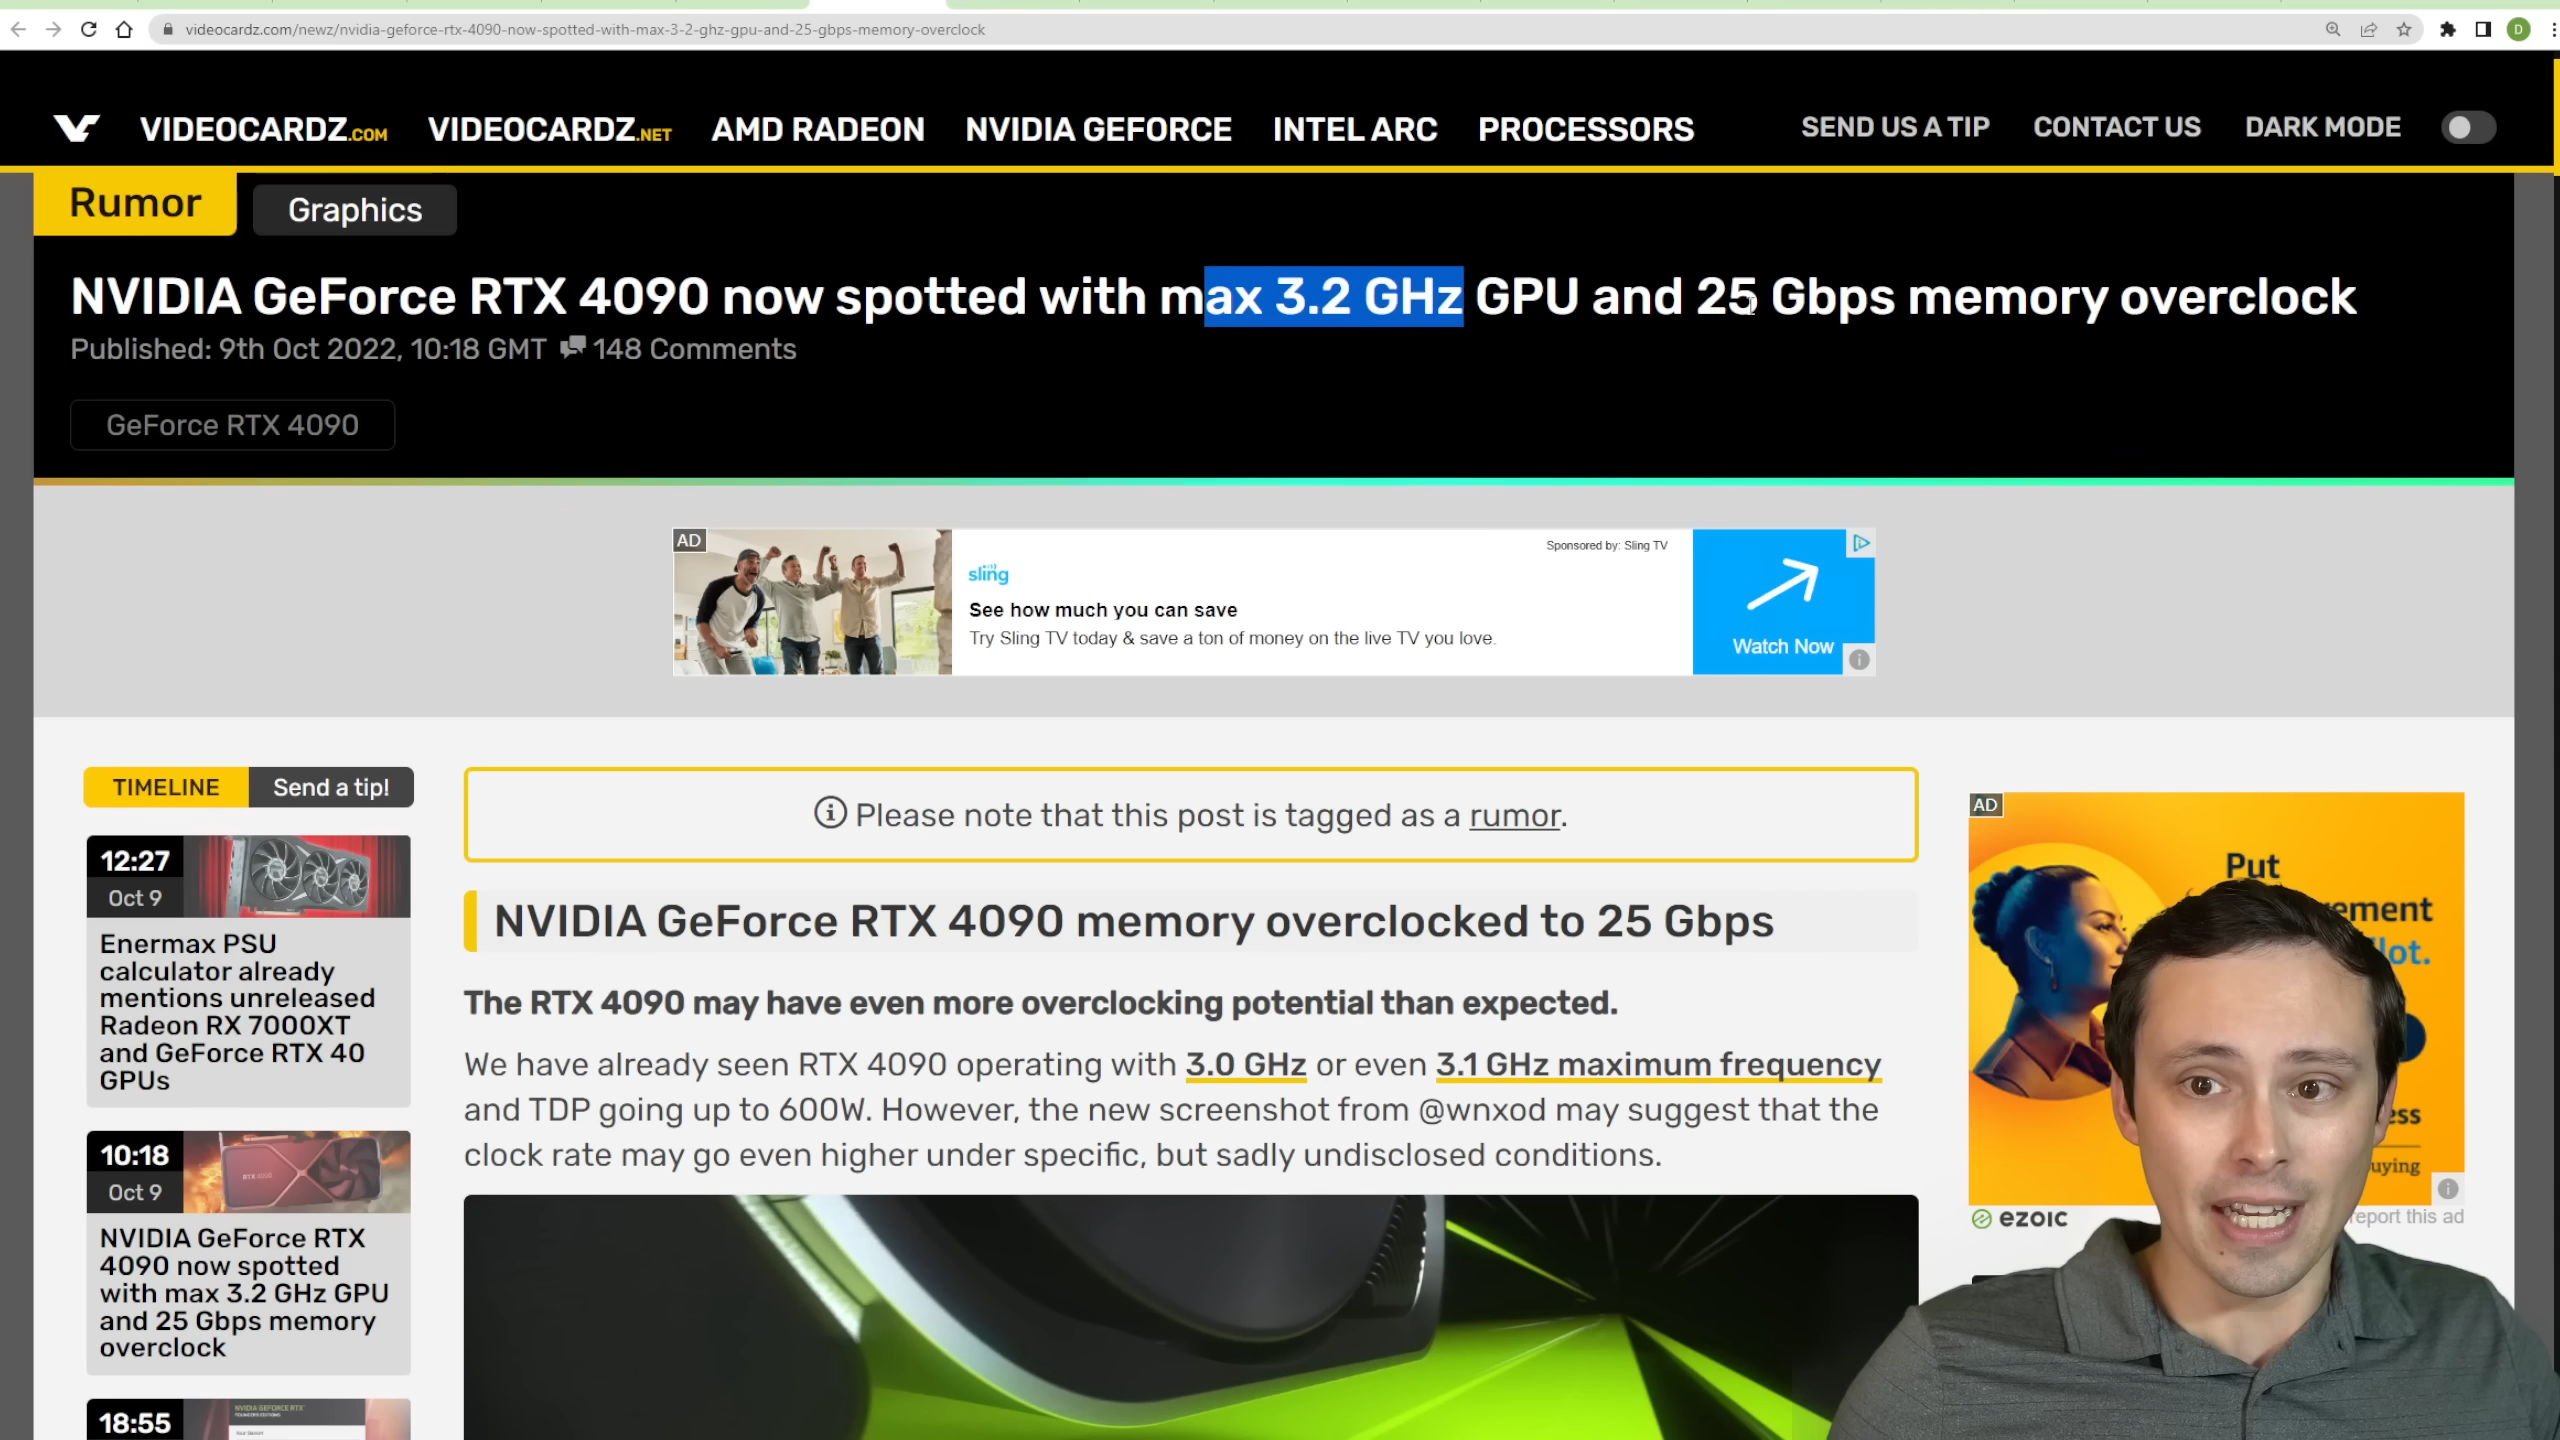 videocardz.com/newz/nvidia-geforce-rtx-4090-now-spotted-with-max-3-2-ghz-gpu-and-25-gbps-memory-overclock
D
VIDEOCARDZ.COM VIDEOCARDZ.NET AMD RADEON NVIDIA GEFORCE INTEL ARC PROCESSORS SEND US A TIP CONTACT US DARK MODE
Rumor Graphics
NVIDIA GeForce RTX 4090 now spotted with max 3.2 GHz GPU and 25 Gbps memory overclock
Published: 9th Oct 2022, 10:18 GMT 148 Comments
GeForce RTX 4090
AD
Sponsored by: Sling TV
sling
See how much you can save
Try Sling TV today & save a ton of money on the live TV you love.
Watch Now
TIMELINE Send a tip!
12:27
Oct 9
Enermax PSU
calculator already
mentions unreleased
Radeon RX 7000XT
and GeForce RTX 40
GPUs
10:18
Oct 9
NVIDIA GeForce RTX
4090 now spotted
with max 3.2 GHz GPU
and 25 Gbps memory
overclock
18:55
NVIDIA GEFORCE RTX
Please note that this post is tagged as a rumor.
NVIDIA GeForce RTX 4090 memory overclocked to 25 Gbps
The RTX 4090 may have even more overclocking potential than expected.
We have already seen RTX 4090 operating with 3.0 GHz or even 3.1 GHz maximum frequency
and TDP going up to 600W. However, the new screenshot from @wnxod may suggest that the
clock rate may go even higher under specific, but sadly undisclosed conditions.
AD
Put
ement
lot.
ess
uying
ezoic
report this ad